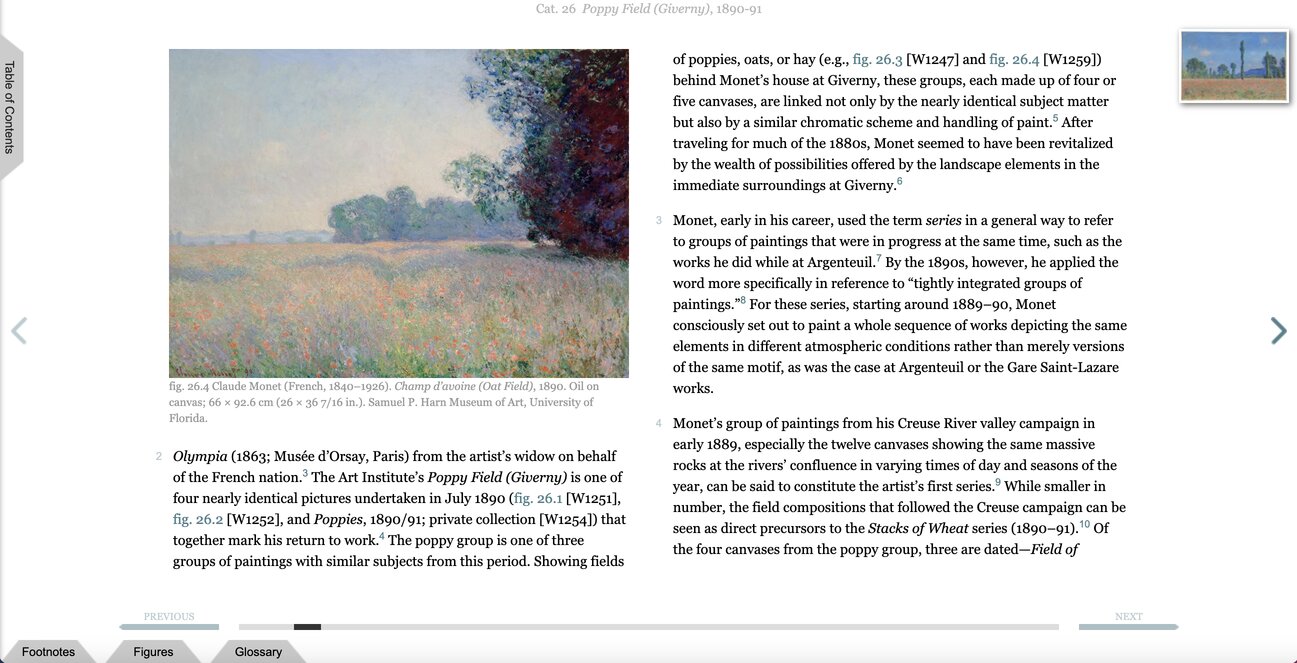 Cat. 26 Poppy Field (Giverny), 1890-91
Table of Contents
fig. 26.4 Claude Monet (French, 1840–1926). Champ d’avoine (Oat Field), 1890. Oil on
canvas; 66 × 92.6 cm (26 × 36 7/16 in.). Samuel P. Harn Museum of Art, University of
Florida.
2 Olympia (1863; Musée d’Orsay, Paris) from the artist’s widow on behalf
of the French nation.3 The Art Institute’s Poppy Field (Giverny) is one of
four nearly identical pictures undertaken in July 1890 (fig. 26.1 [W1251],
fig. 26.2 [W1252], and Poppies, 1890/91; private collection [W1254]) that
together mark his return to work.4 The poppy group is one of three
groups of paintings with similar subjects from this period. Showing fields
of poppies, oats, or hay (e.g., fig. 26.3 [W1247] and fig. 26.4 [W1259])
behind Monet’s house at Giverny, these groups, each made up of four or
five canvases, are linked not only by the nearly identical subject matter
but also by a similar chromatic scheme and handling of paint.5 After
traveling for much of the 1880s, Monet seemed to have been revitalized
by the wealth of possibilities offered by the landscape elements in the
immediate surroundings at Giverny.6
3 Monet, early in his career, used the term series in a general way to refer
to groups of paintings that were in progress at the same time, such as the
works he did while at Argenteuil.7 By the 1890s, however, he applied the
word more specifically in reference to “tightly integrated groups of
paintings.”8 For these series, starting around 1889–90, Monet
consciously set out to paint a whole sequence of works depicting the same
elements in different atmospheric conditions rather than merely versions
of the same motif, as was the case at Argenteuil or the Gare Saint-Lazare
works.
4 Monet’s group of paintings from his Creuse River valley campaign in
early 1889, especially the twelve canvases showing the same massive
rocks at the rivers’ confluence in varying times of day and seasons of the
year, can be said to constitute the artist’s first series.9 While smaller in
number, the field compositions that followed the Creuse campaign can be
seen as direct precursors to the Stacks of Wheat series (1890–91).10 Of
the four canvases from the poppy group, three are dated—Field of
PREVIOUS
NEXT
Footnotes
Figures
Glossary